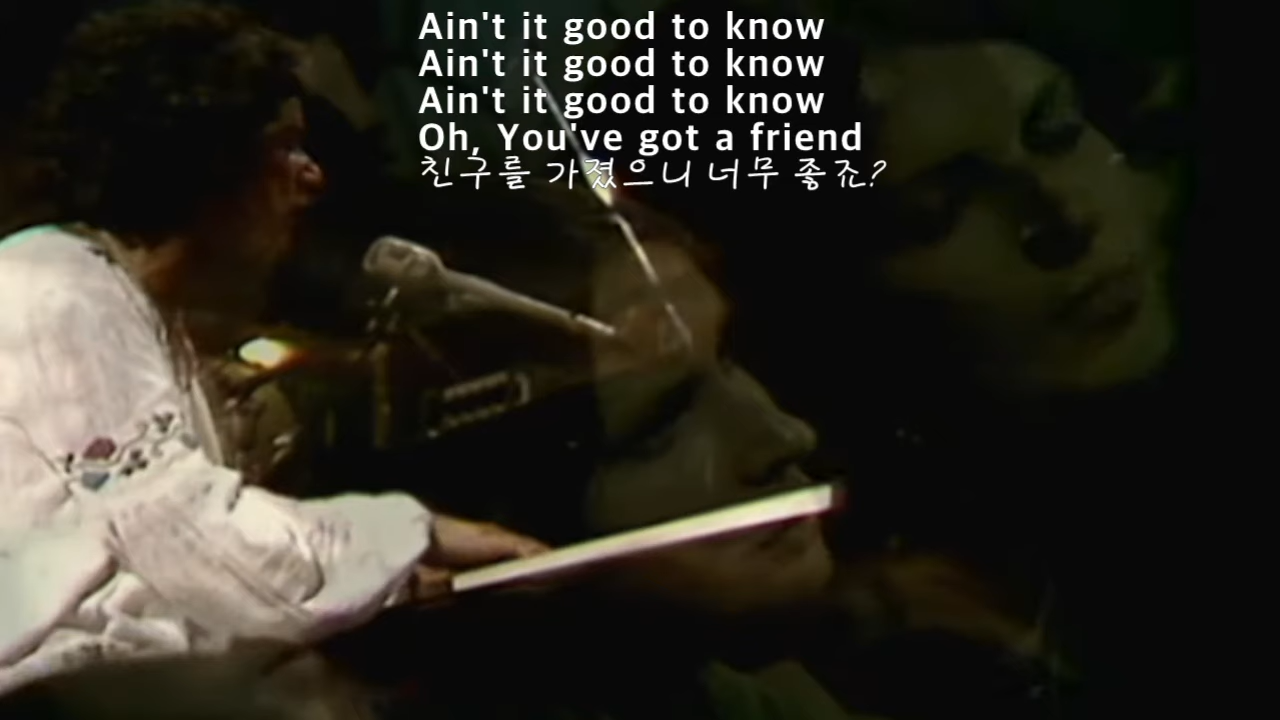 Ain't it good to know
Ain't it good to know
Ain't it good to know
Oh, You've got a friend
친구를 가졌으니 너무 좋죠?